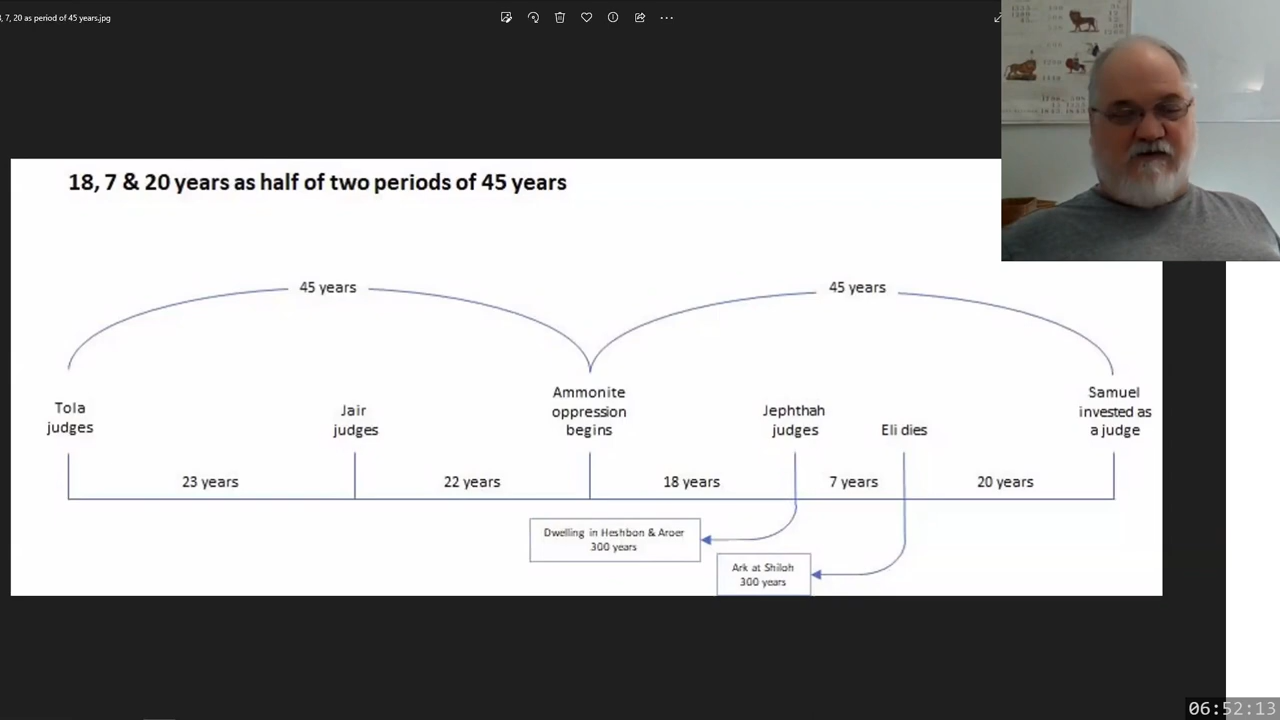 , 7, 20 as period of 45 years.jpg
18, 7 & 20 years as half of two periods of 45 years
45 years
45 years
Tola
judges
Jair
judges
Ammonite
oppression
begins
Jephthah
judges
Eli dies
Samuel
invested as
a judge
23 years
22 years
18 years
7 years
20 years
Dwelling in Heshbon & Aroer
300 years
Ark at Shiloh
300 years
06:52:13